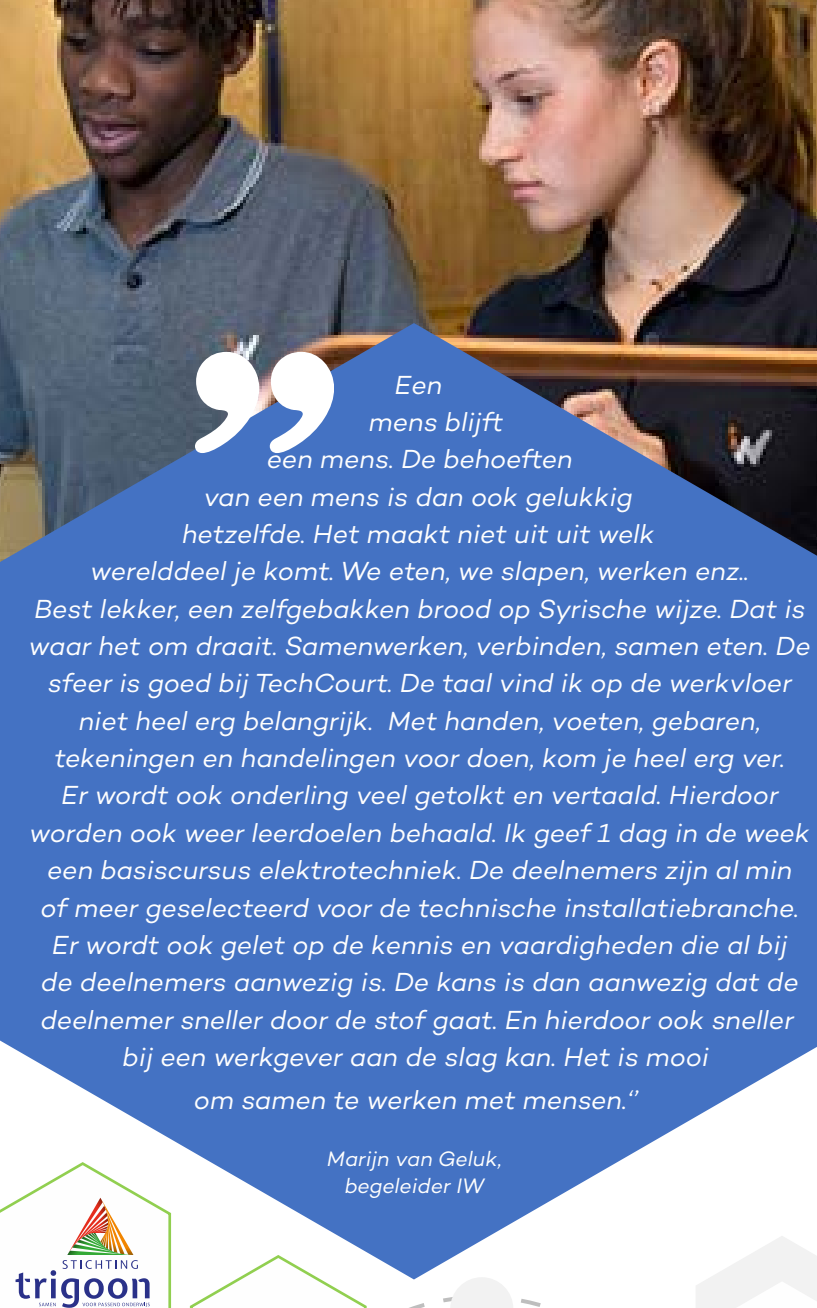 Een
mens blijft
een mens. De behoeften
van een mens is dan ook gelukkig
hetzelfde. Het maakt niet uit uit welk
werelddeel je komt. We eten, we slapen, werken enz..
Best lekker, een zelfgebakken brood op Syrische wijze. Dat is
waar het om draait. Samenwerken, verbinden, samen eten. De
sfeer is goed bij TechCourt. De taal vind ik op de werkvloer
niet heel erg belangrijk.  Met handen, voeten, gebaren,
tekeningen en handelingen voor doen, kom je heel erg ver.
Er wordt ook onderling veel getolkt en vertaald. Hierdoor
worden ook weer leerdoelen behaald. Ik geef 1 dag in de week
een basiscursus elektrotechniek. De deelnemers zijn al min
of meer geselecteerd voor de technische installatiebranche.
Er wordt ook gelet op de kennis en vaardigheden die al bij
de deelnemers aanwezig is. De kans is dan aanwezig dat de
deelnemer sneller door de stof gaat. En hierdoor ook sneller
bij een werkgever aan de slag kan. Het is mooi
om samen te werken met mensen.‘’
Marijn van Geluk,
begeleider IW
STICHTING
trigoon
SAMEN VOOR PASSEND ONDERWIJS